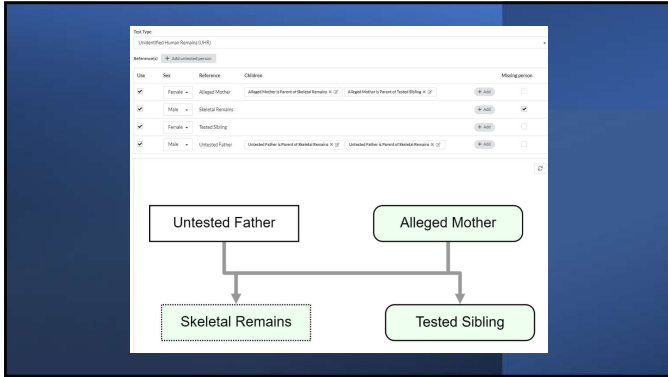 Test Type
Unidentified Human Remains (UHR)
Reference(s) + Add untested person
Use Sex Reference Children Missing person
Female Alleged Mother Alleged Mother is Parent of Skeletal Remains × Alleged Mother is Parent of Tested Sibling × + Add
Male Skeletal Remains + Add
Female Tested Sibling + Add
Male Untested Father Untested Father is Parent of Skeletal Remains × Untested Father is Parent of Skeletal Remains × + Add
Untested Father Alleged Mother
Skeletal Remains Tested Sibling